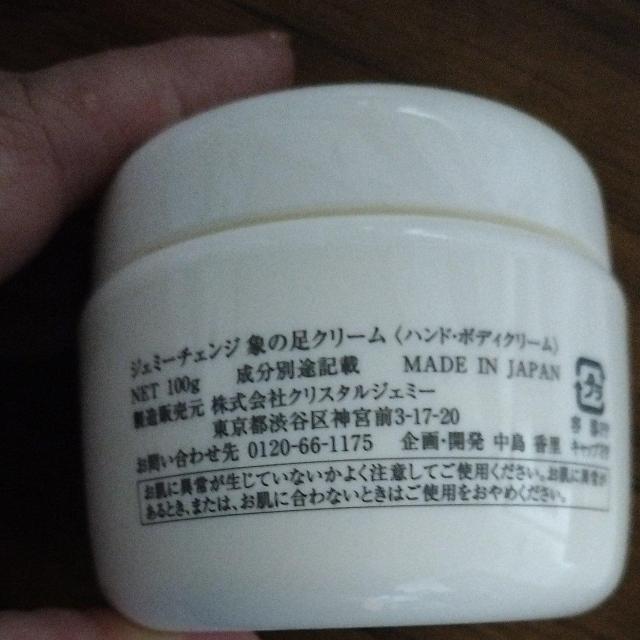 ジェミーチェンジ 象の足クリーム〈ハンド・ボディクリーム〉
NET 100g 成分別途記載 MADE IN JAPAN
製造販売元 株式会社クリスタルジェミー
東京都渋谷区神宮前3-17-20
お問い合わせ先 0120-66-1175 企画・開発 中島 香里
お肌に異常が生じていないかよく注意してご使用ください。お肌に異常が
あるとき、または、お肌に合わないときはご使用をおやめください。
プラ